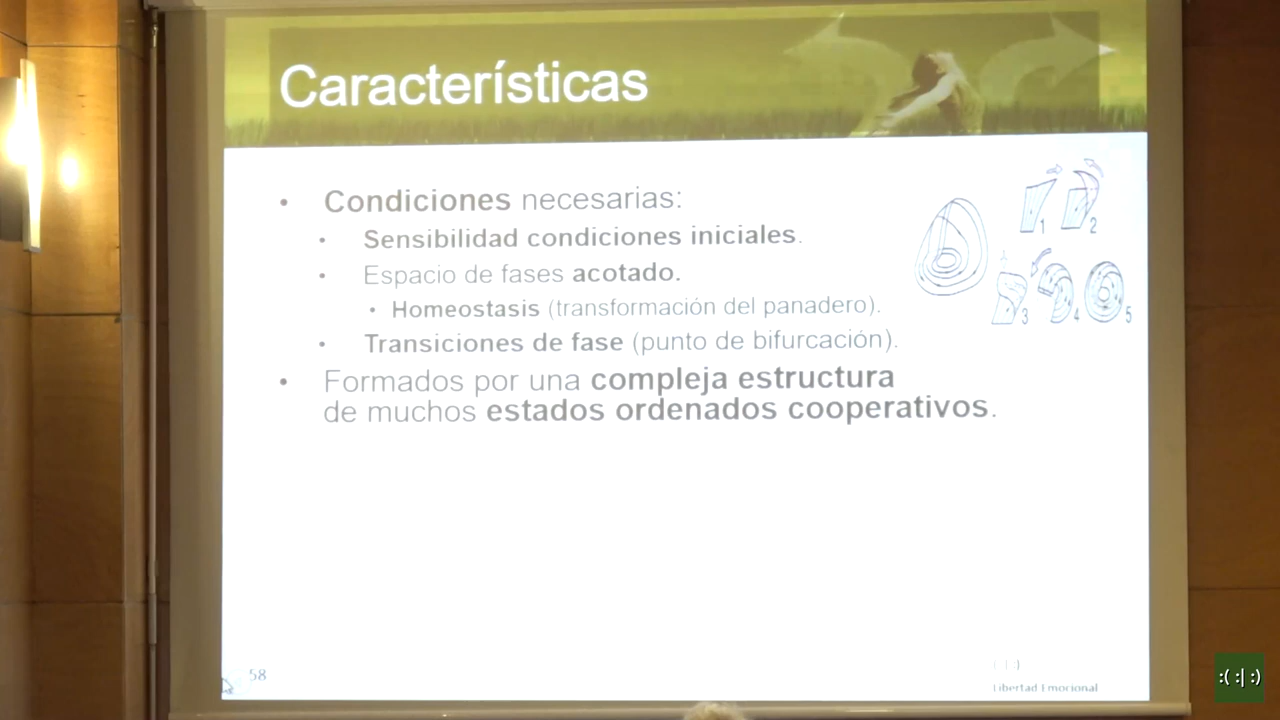 Características
• Condiciones necesarias:
• Sensibilidad condiciones iniciales.
• Espacio de fases acotado.
• Homeostasis (transformación del panadero).
• Transiciones de fase (punto de bifurcación).
• Formados por una compleja estructura
de muchos estados ordenados cooperativos.
1
2
3
4
5
58
Libertad Emocional
:( :| :)